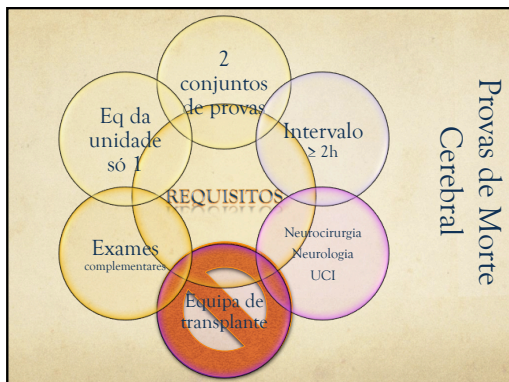 Provas de Morte
Cerebral
REQUISITOS
2
conjuntos
de provas
Intervalo
≥ 2h
Neurocirurgia
Neurologia
UCI
Equipa de
transplante
Exames
complementares
Eq da
unidade
só 1